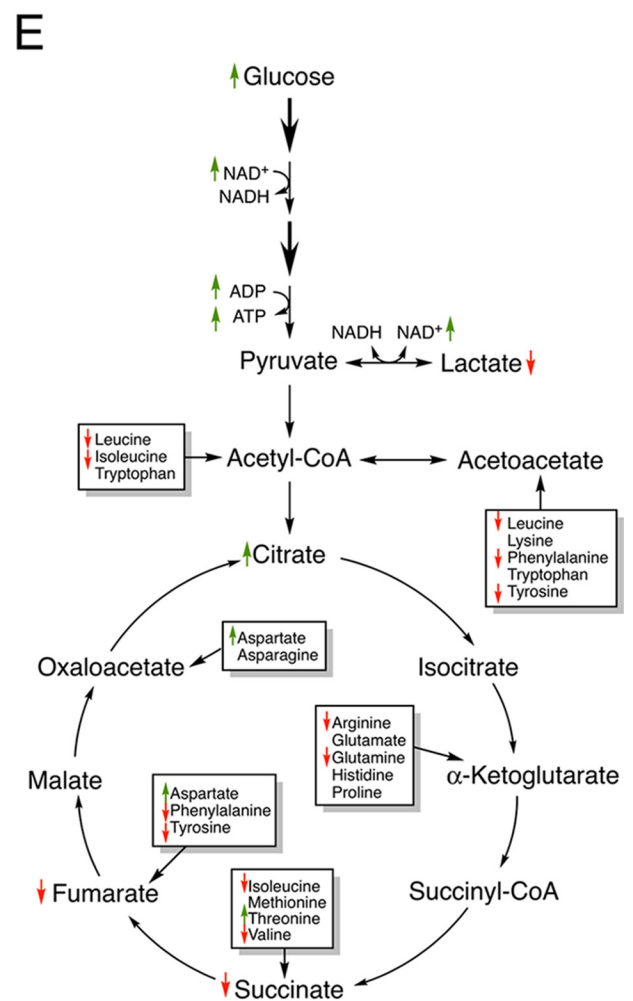 E
Glucose
NAD+
NADH
ADP
ATP
NADH NAD+
Pyruvate Lactate
Leucine
Isoleucine
Tryptophan
Acetyl-CoA Acetoacetate
Leucine
Lysine
Phenylalanine
Tryptophan
Tyrosine
Citrate
Aspartate
Asparagine
Oxaloacetate Isocitrate
Arginine
Glutamate
Glutamine
Histidine
Proline
Malate α-Ketoglutarate
Aspartate
Phenylalanine
Tyrosine
Fumarate Succinyl-CoA
Isoleucine
Methionine
Threonine
Valine
Succinate